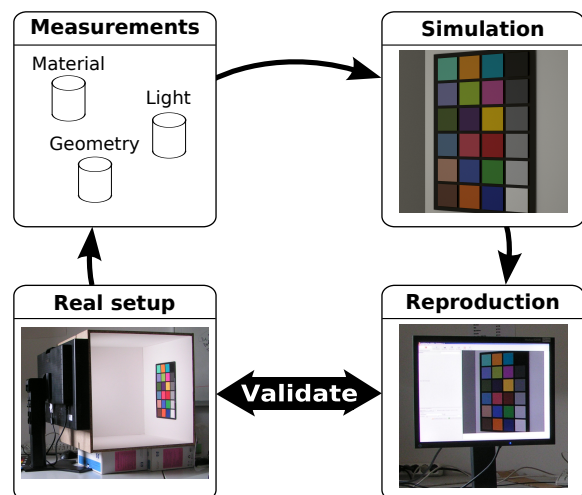 Measurements
Material
Light
Geometry
Simulation
Real setup
Validate
Reproduction